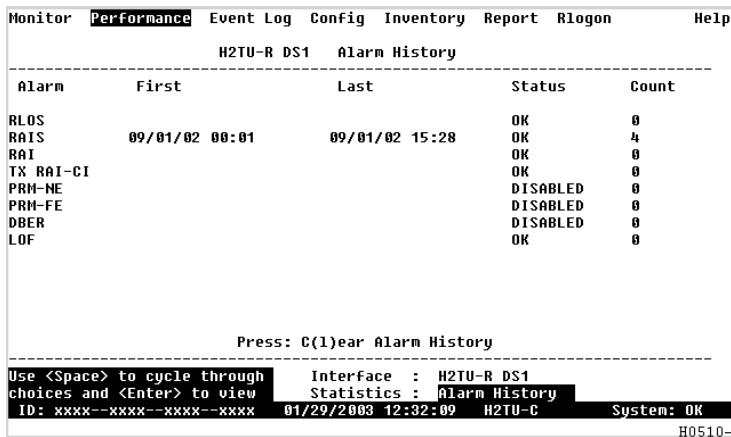 Monitor Performance Event Log Config Inventory Report Rlogon Help
H2TU-R DS1 Alarm History
Alarm First Last Status Count
RLOS OK 0
RAIS 09/01/02 00:01 09/01/02 15:28 OK 4
RAI OK 0
TX RAI-CI OK 0
PRM-NE DISABLED 0
PRM-FE DISABLED 0
DBER DISABLED 0
LOF OK 0
Press: C(l)ear Alarm History
Use <Space> to cycle through Interface : H2TU-R DS1
choices and <Enter> to view Statistics : Alarm History
ID: xxxx--xxxx--xxxx--xxxx 01/29/2003 12:32:09 H2TU-C System: OK
H0510-